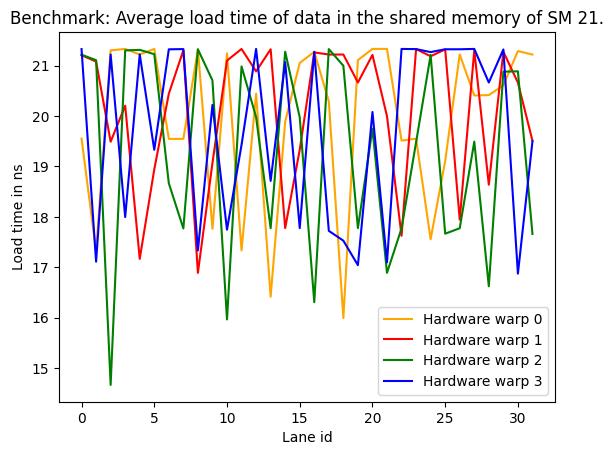 Benchmark: Average load time of data in the shared memory of SM 21.
Load time in ns
21
20
19
18
17
16
15
Hardware warp 0
Hardware warp 1
Hardware warp 2
Hardware warp 3
0 5 10 15 20 25 30
Lane id